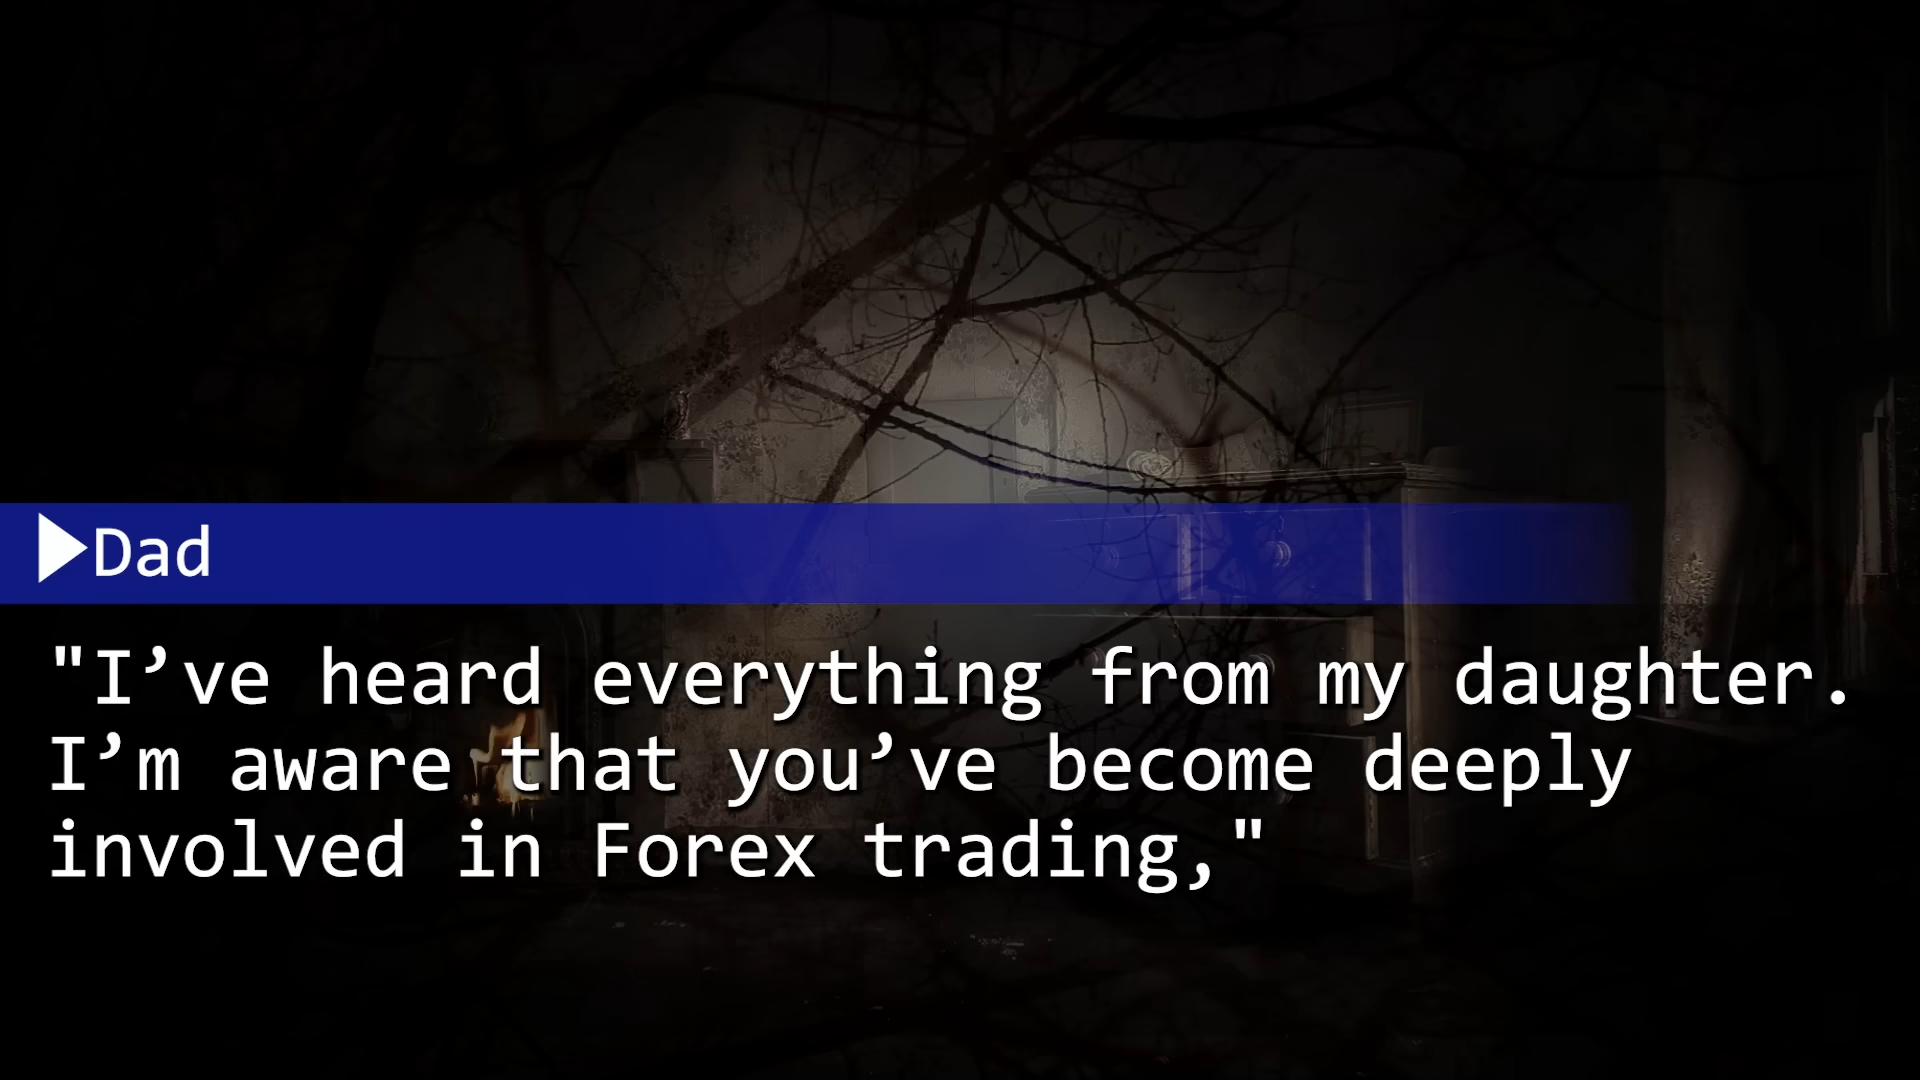 ▶Dad
"I’ve heard everything from my daughter.
I’m aware that you’ve become deeply
involved in Forex trading,"